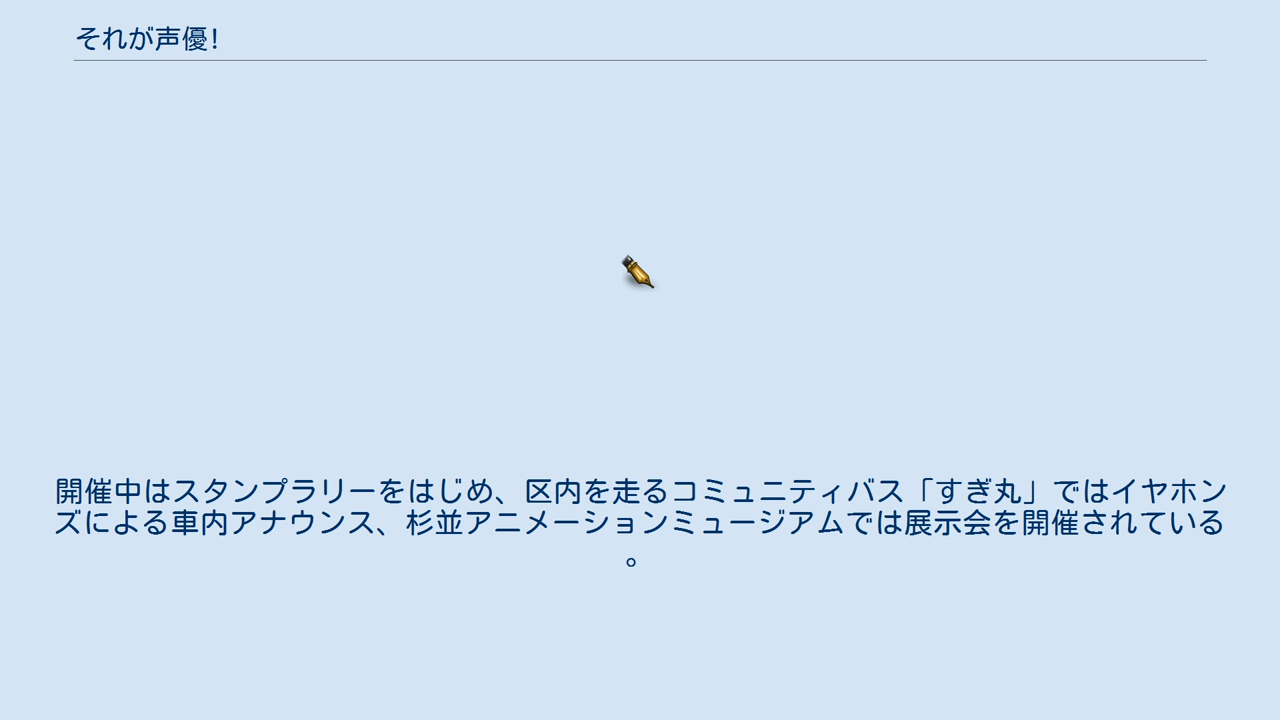 それが声優!
開催中はスタンプラリーをはじめ、区内を走るコミュニティバス「すぎ丸」ではイヤホン
ズによる車内アナウンス、杉並アニメーションミュージアムでは展示会を開催されている
。